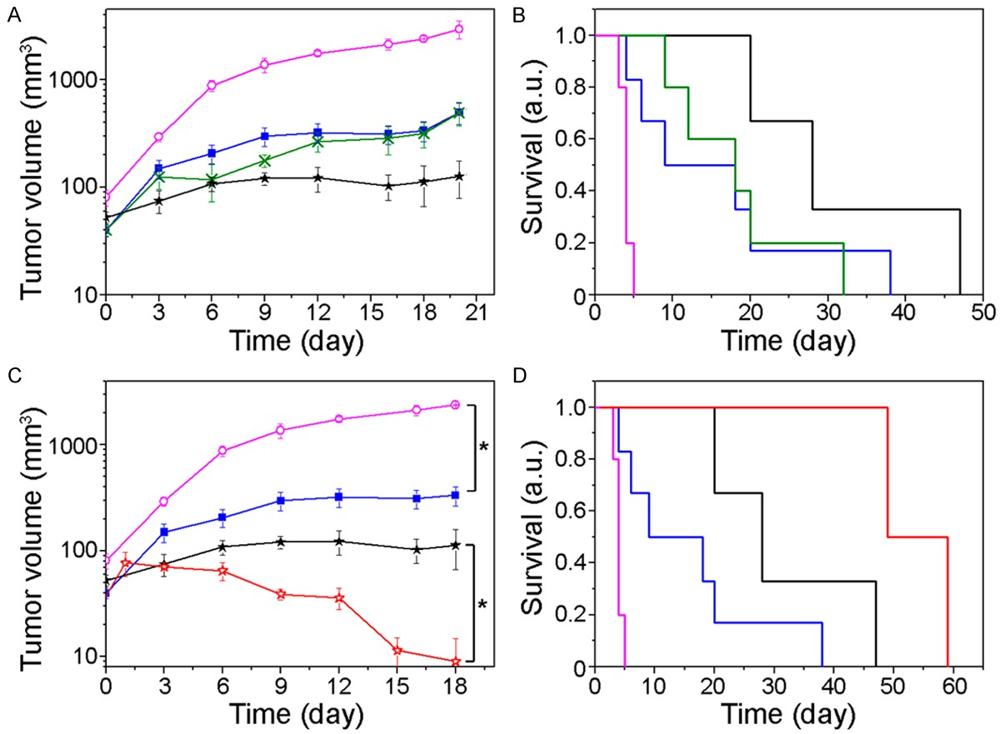 A
Tumor volume (mm³)
1000
100
10
0 3 6 9 12 15 18 21
Time (day)
B
Survival (a.u.)
1.0
0.8
0.6
0.4
0.2
0
0 10 20 30 40 50
Time (day)
C
Tumor volume (mm³)
1000
100
10
*
*
0 3 6 9 12 15 18
Time (day)
D
Survival (a.u.)
1.0
0.8
0.6
0.4
0.2
0
0 10 20 30 40 50 60
Time (day)